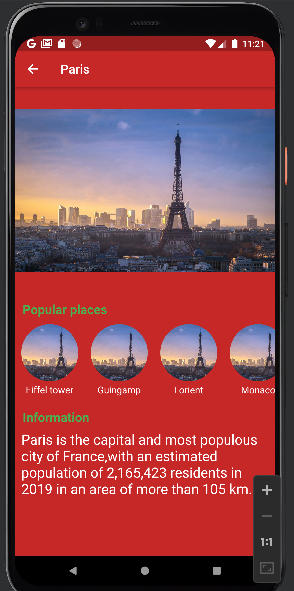 G 11:21
Paris
Popular places
Eiffel tower Guingamp Lorient Monaco
Information
Paris is the capital and most populous
city of France,with an estimated
population of 2,165,423 residents in
2019 in an area of more than 105 km.
1:1